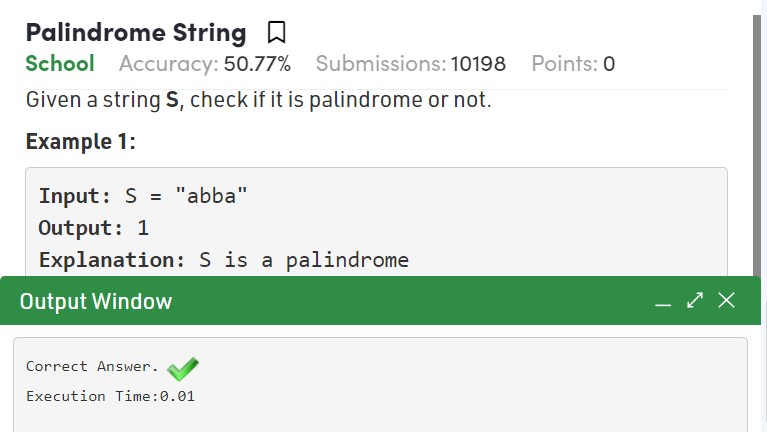 Palindrome String
School Accuracy: 50.77% Submissions: 10198 Points: 0
Given a string S, check if it is palindrome or not.
Example 1:
Input: S = "abba"
Output: 1
Explanation: S is a palindrome
Output Window
Correct Answer.
Execution Time:0.01